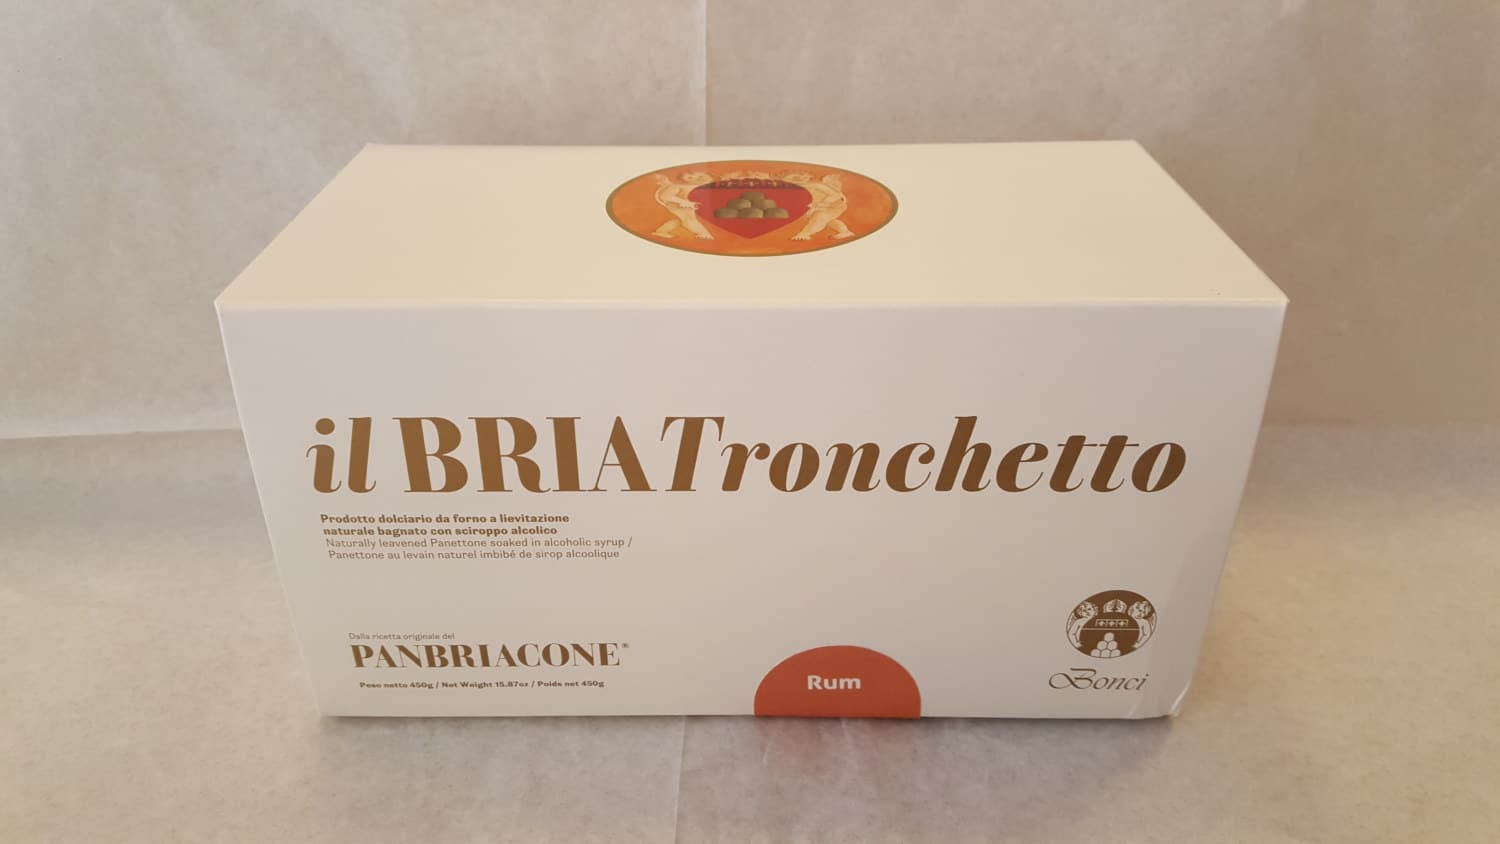 il BRIATronchetto
Prodotto dolciario da forno a lievitazione
naturale bagnato con sciroppo alcolico
Naturally leavened Panettone soaked in alcoholic syrup /
Panettone au levain naturel imbibé de sirop alcoolique
Dalla ricetta originale del
PANBRIACONE®
Peso netto 450g / Net Weight 15.87oz / Poids net 450g
Rum
Bonci